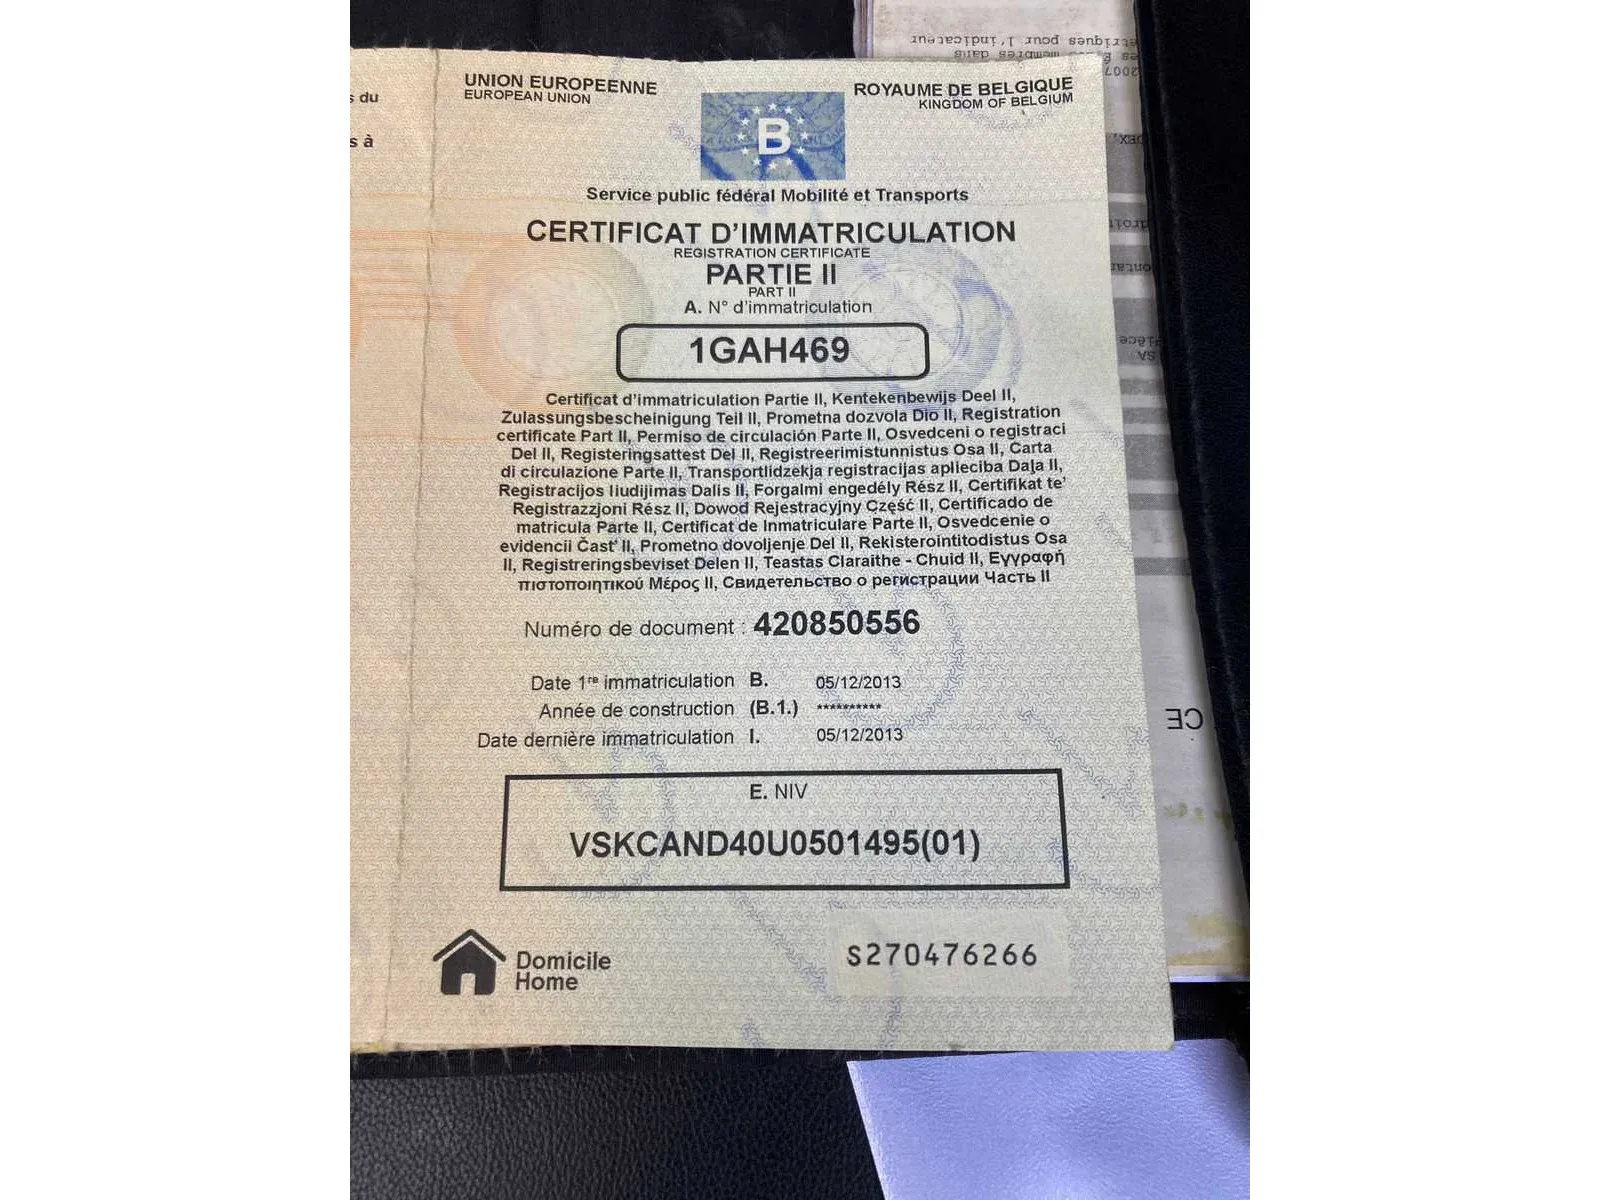 s du
s à
UNION EUROPEENNE
EUROPEAN UNION
B
ROYAUME DE BELGIQUE
KINGDOM OF BELGIUM
Service public fédéral Mobilité et Transports
CERTIFICAT D'IMMATRICULATION
REGISTRATION CERTIFICATE
PARTIE II
PART II
A. N° d'immatriculation
1GAH469
Certificat d'immatriculation Partie II, Kentekenbewijs Deel II,
Zulassungsbescheinigung Teil II, Prometna dozvola Dio II, Registration
certificate Part II, Permiso de circulación Parte II, Osvedceni o registraci
Del II, Registeringsattest Del II, Registreerimistunnistus Osa II, Carta
di circulazione Parte II, Transportlidzekja registracijas aplieciba Daļa II,
Registracijos liudijimas Dalis II, Forgalmi engedély Rész II, Certifikat te'
Registrazzjoni Rész II, Dowod Rejestracyjny Część II, Certificado de
matricula Parte II, Certificat de Inmatriculare Parte II, Osvedcenie o
evidencii Čast' II, Prometno dovoljenje Del II, Rekisterointitodistus Osa
II, Registreringsbeviset Delen II, Teastas Claraithe - Chuid II, Εγγραφή
πιστοποιητικού Μέρος II, Свидетельство о регистрации Часть II
Numéro de document : 420850556
Date 1re immatriculation B. 05/12/2013
Année de construction (B.1.) **********
Date dernière immatriculation I. 05/12/2013
E. NIV
VSKCAND40U0501495(01)
Domicile
Home
S270476266
CE